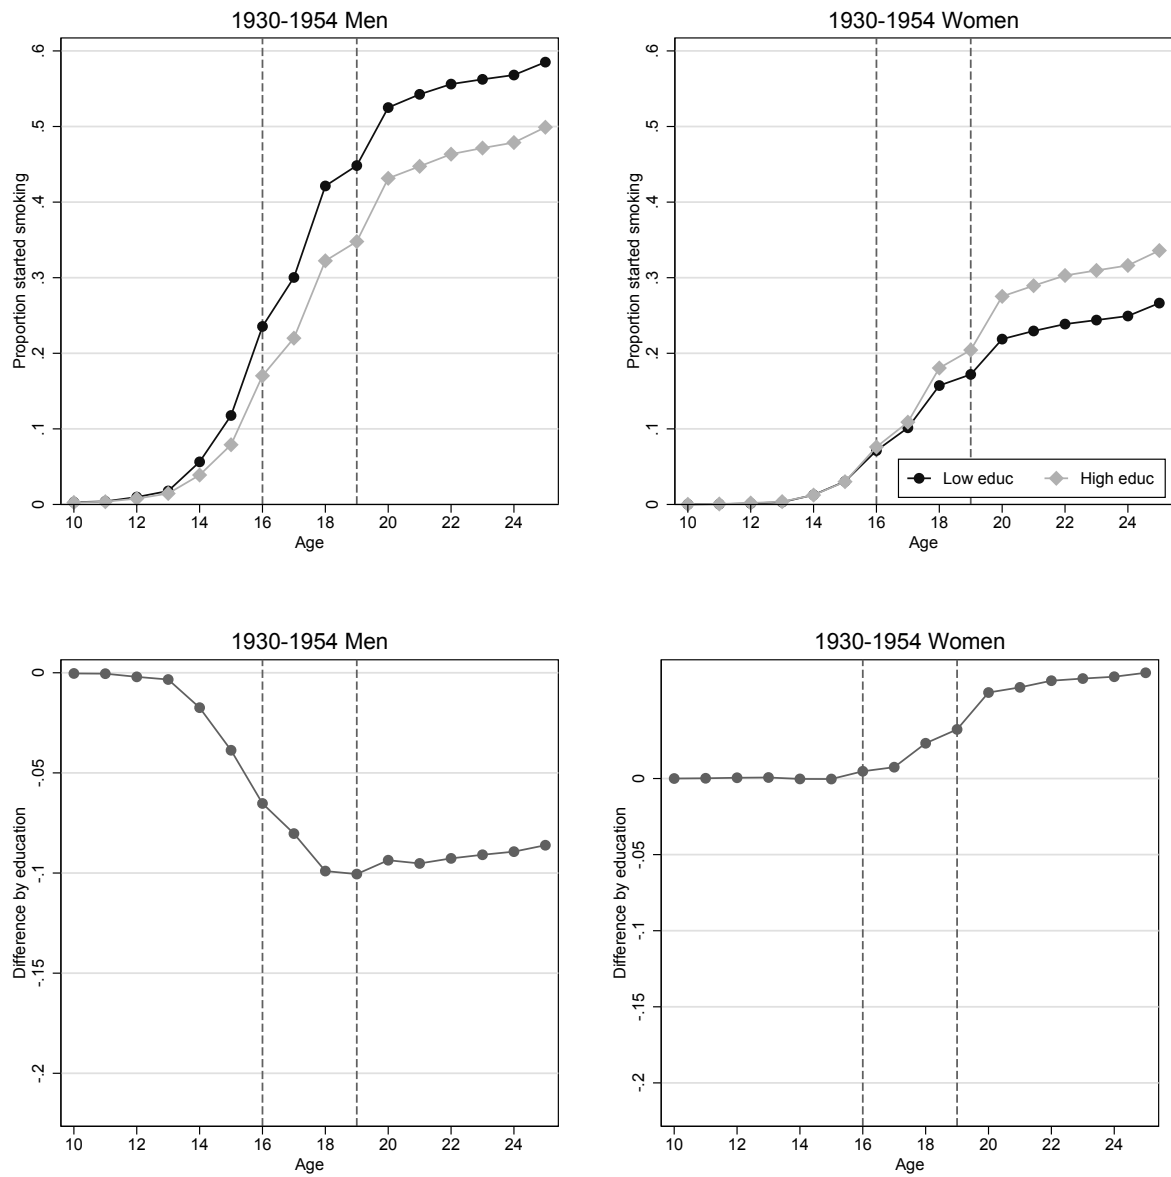 1930-1954 Men
Proportion started smoking
.6
.5
.4
.3
.2
.1
0
10 12 14 16 18 20 22 24
Age
1930-1954 Women
Proportion started smoking
.6
.5
.4
.3
.2
.1
0
Low educ High educ
10 12 14 16 18 20 22 24
Age
1930-1954 Men
Difference by education
0
-.05
-.1
-.15
-.2
10 12 14 16 18 20 22 24
Age
1930-1954 Women
Difference by education
0
-.05
-.1
-.15
-.2
10 12 14 16 18 20 22 24
Age